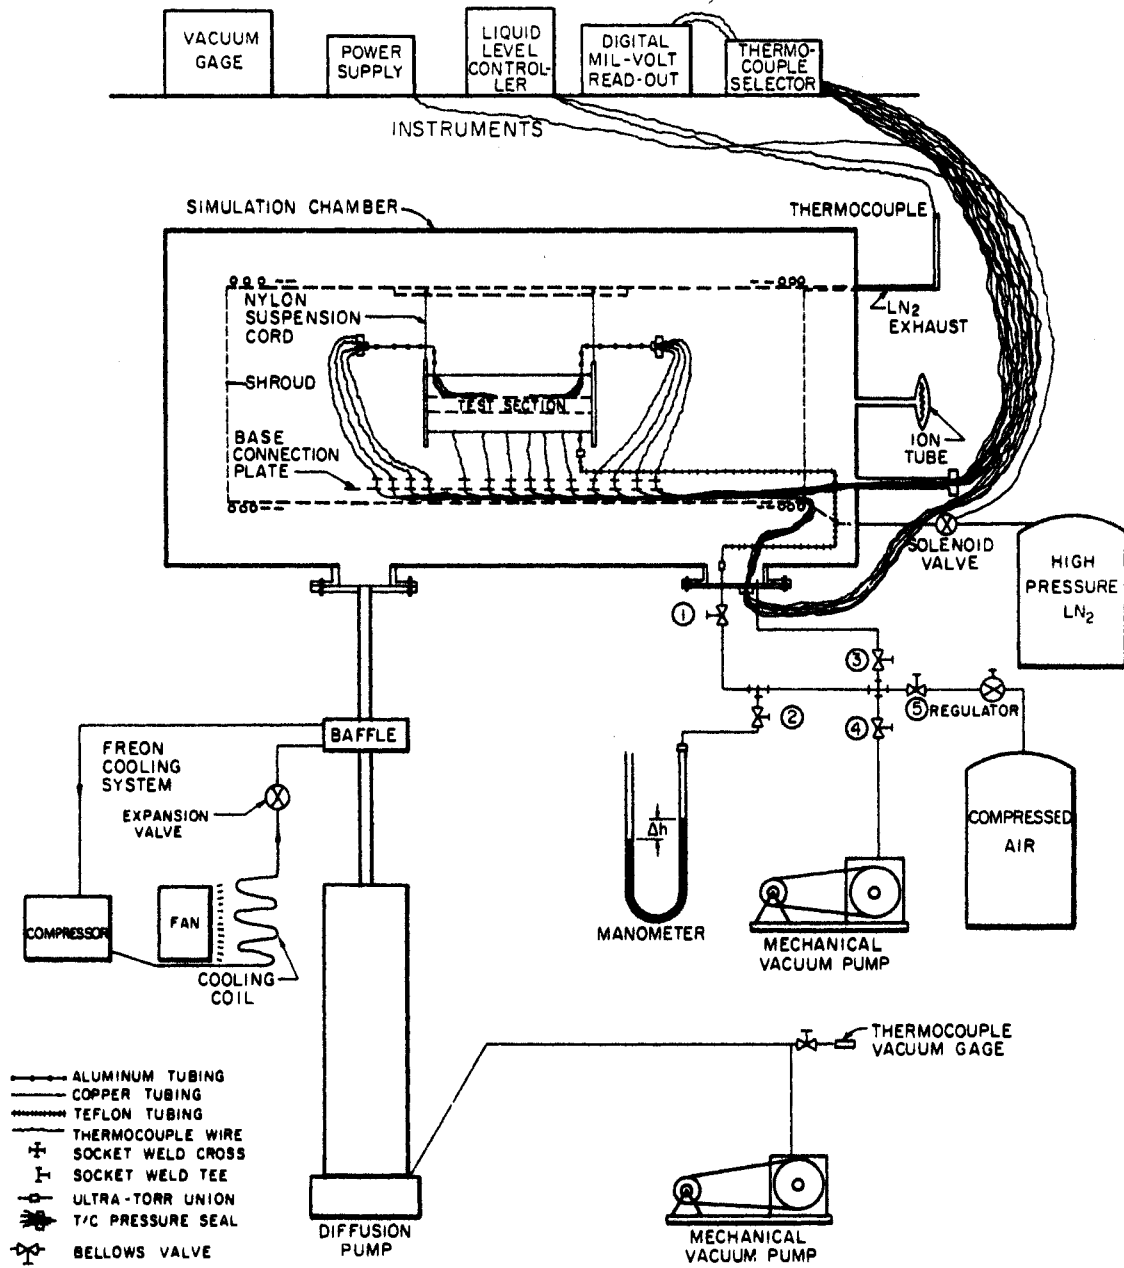 VACUUM
GAGE
POWER
SUPPLY
LIQUID
LEVEL
CONTROL-
LER
DIGITAL
MIL-VOLT
READ-OUT
THERMO-
COUPLE
SELECTOR
INSTRUMENTS
SIMULATION CHAMBER
THERMOCOUPLE
NYLON
SUSPENSION
CORD
LN2
EXHAUST
SHROUD
TEST SECTION
ION
TUBE
BASE
CONNECTION
PLATE
SOLENOID
VALVE
HIGH
PRESSURE
LN2
1
3
2
4
5 REGULATOR
BAFFLE
FREON
COOLING
SYSTEM
EXPANSION
VALVE
Δh
COMPRESSED
AIR
COMPRESSOR
FAN
COOLING
COIL
MANOMETER
MECHANICAL
VACUUM PUMP
THERMOCOUPLE
VACUUM GAGE
ALUMINUM TUBING
COPPER TUBING
TEFLON TUBING
THERMOCOUPLE WIRE
SOCKET WELD CROSS
SOCKET WELD TEE
ULTRA-TORR UNION
T/C PRESSURE SEAL
BELLOWS VALVE
DIFFUSION
PUMP
MECHANICAL
VACUUM PUMP